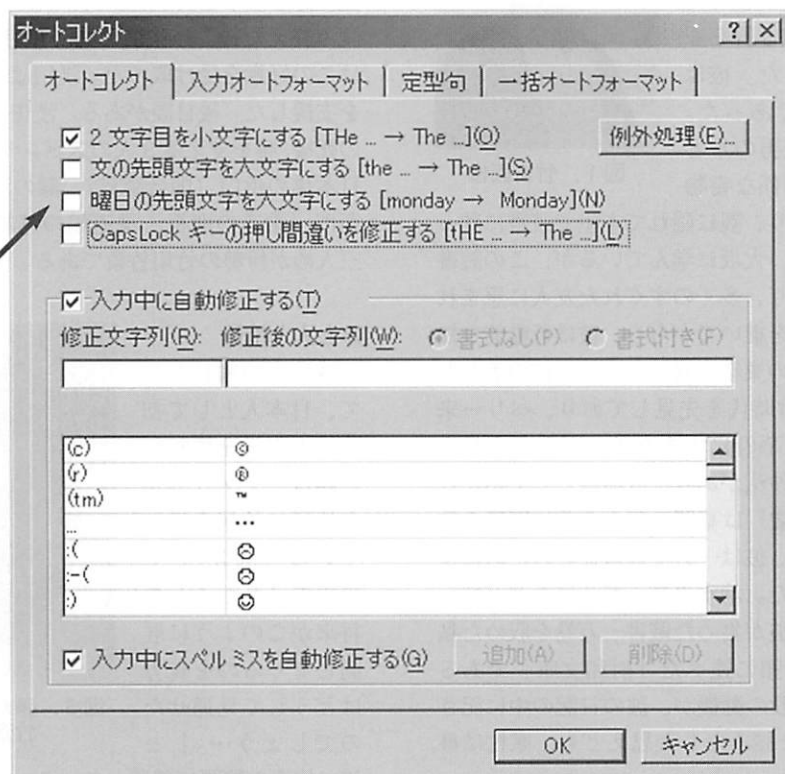 オートコレクト
オートコレクト 入力オートフォーマット 定型句 一括オートフォーマット
2 文字目を小文字にする [THe ... → The ...](O) 例外処理(E)...
文の先頭文字を大文字にする [the ... → The ...](S)
曜日の先頭文字を大文字にする [monday → Monday](N)
CapsLock キーの押し間違いを修正する [tHE ... → The ...](L)
入力中に自動修正する(T)
修正文字列(R): 修正後の文字列(W): 書式なし(P) 書式付き(F)
(c) ©
(r) ®
(tm) ™
... …
:( ☹
:-( ☹
:) ☺
入力中にスペル ミスを自動修正する(G) 追加(A) 削除(D)
OK キャンセル